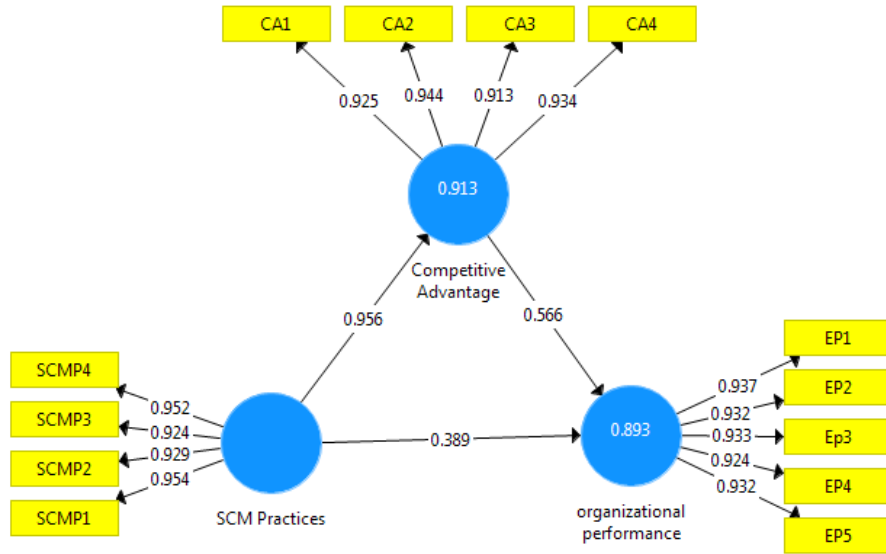 CA1
CA2
CA3
CA4
0.925
0.944
0.913
0.934
0.913
Competitive
Advantage
0.956
0.566
SCMP4
SCMP3
SCMP2
SCMP1
0.952
0.924
0.929
0.954
SCM Practices
0.389
0.893
organizational
performance
0.937
0.932
0.933
0.924
0.932
EP1
EP2
Ep3
EP4
EP5